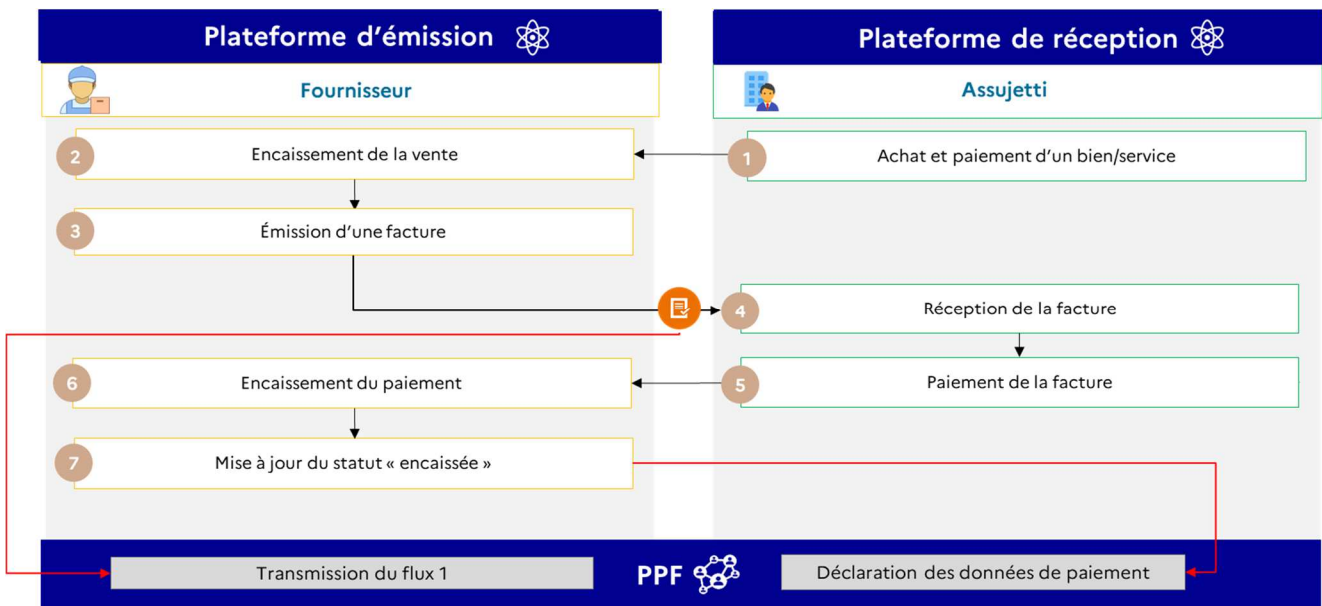 Plateforme d'émission
Plateforme de réception
Fournisseur
Assujetti
2
Encaissement de la vente
1
Achat et paiement d'un bien/service
3
Émission d'une facture
4
Réception de la facture
6
Encaissement du paiement
5
Paiement de la facture
7
Mise à jour du statut « encaissée »
Transmission du flux 1
PPF
Déclaration des données de paiement